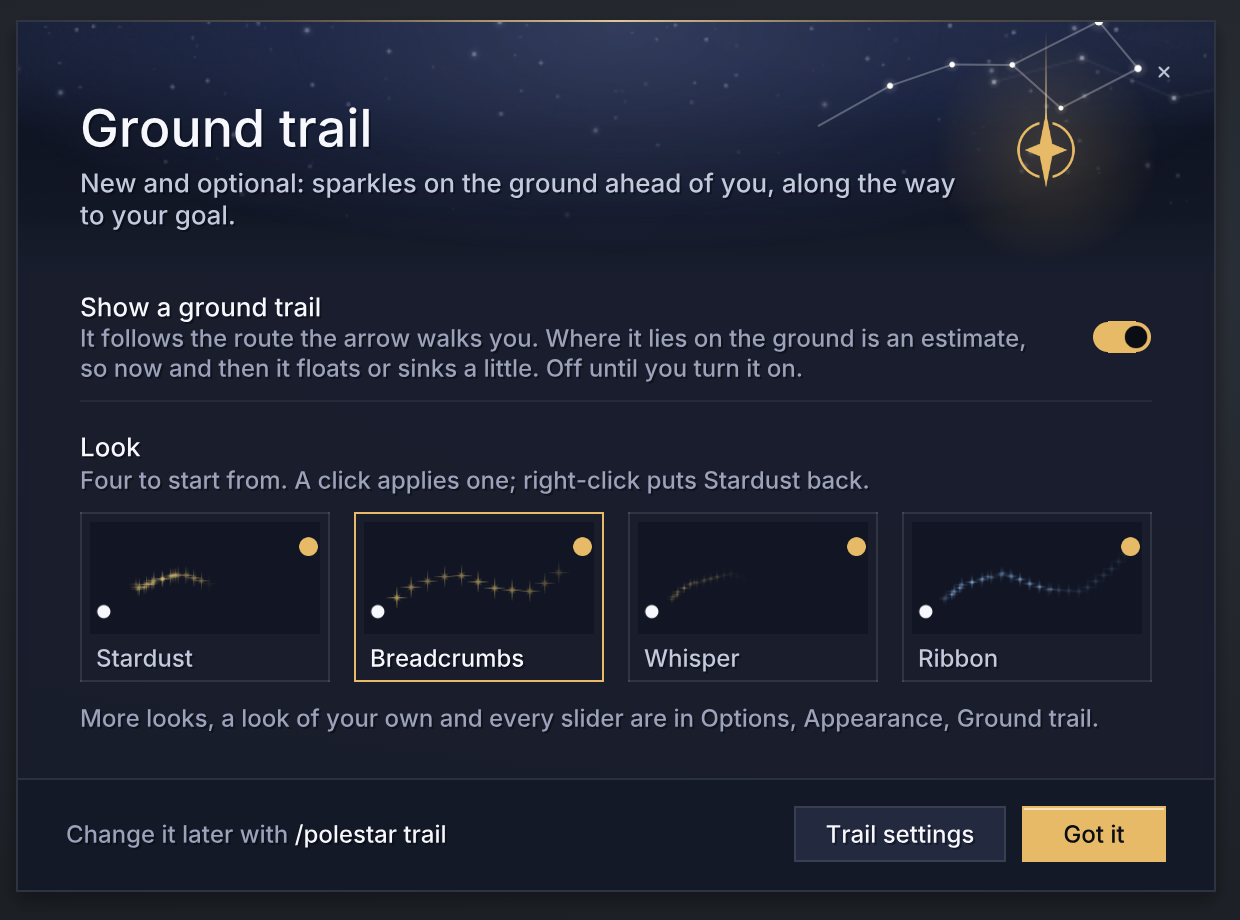 Ground trail
New and optional: sparkles on the ground ahead of you, along the way
to your goal.
Show a ground trail
It follows the route the arrow walks you. Where it lies on the ground is an estimate,
so now and then it floats or sinks a little. Off until you turn it on.
Look
Four to start from. A click applies one; right-click puts Stardust back.
Stardust
Breadcrumbs
Whisper
Ribbon
More looks, a look of your own and every slider are in Options, Appearance, Ground trail.
Change it later with /polestar trail
Trail settings
Got it